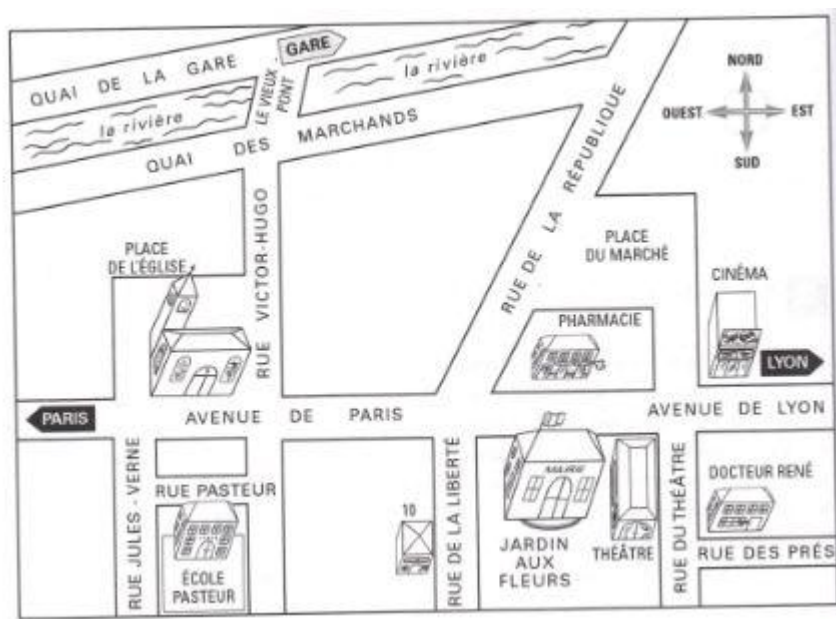 QUAI DE LA GARE
GARE
LE VIEUX
PONT
la rivière
la rivière
QUAI DES MARCHANDS
NORD
OUEST
EST
SUD
RUE DE LA RÉPUBLIQUE
PLACE
DE L'ÉGLISE
RUE VICTOR-HUGO
PLACE
DU MARCHÉ
CINÉMA
PHARMACIE
LYON
PARIS
AVENUE DE PARIS
AVENUE DE LYON
RUE JULES-VERNE
RUE PASTEUR
ÉCOLE
PASTEUR
10
RUE DE LA LIBERTÉ
MAIRIE
JARDIN
AUX
FLEURS
THÉÂTRE
RUE DU THÉÂTRE
DOCTEUR RENÉ
RUE DES PRÉS